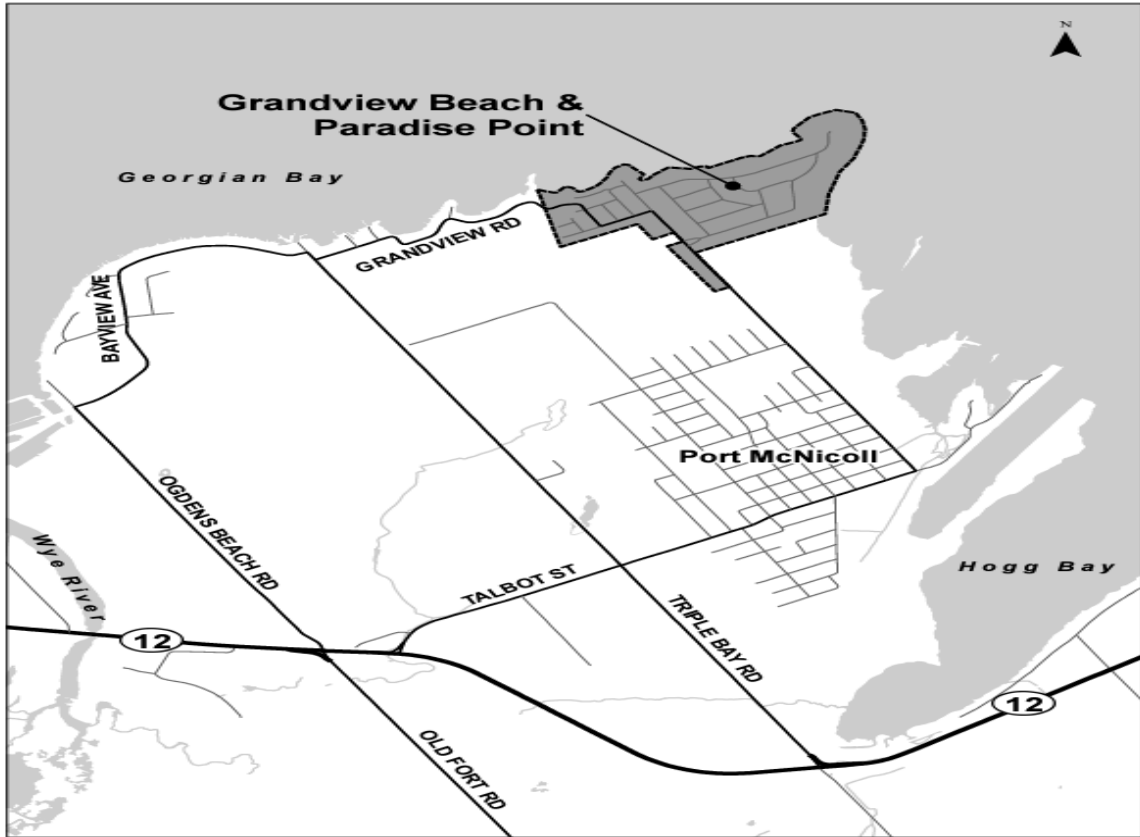 N
Grandview Beach &
Paradise Point
Georgian Bay
GRANDVIEW RD
BAYVIEW AVE
Port McNicoll
OGDENS BEACH RD
Wye River
TALBOT ST
Hogg Bay
TRIPLE BAY RD
12
12
OLD FORT RD